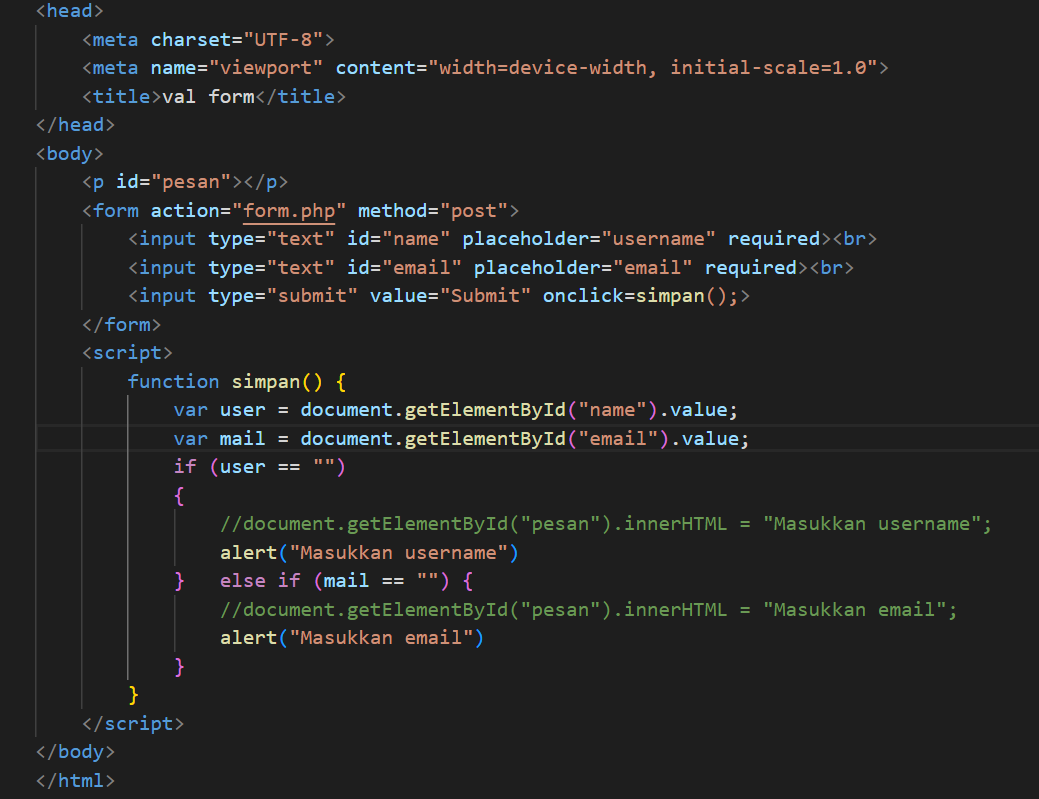 <head>
    <meta charset="UTF-8">
    <meta name="viewport" content="width=device-width, initial-scale=1.0">
    <title>val form</title>
</head>
<body>
    <p id="pesan"></p>
    <form action="form.php" method="post">
        <input type="text" id="name" placeholder="username" required><br>
        <input type="text" id="email" placeholder="email" required><br>
        <input type="submit" value="Submit" onclick=simpan();>
    </form>
    <script>
        function simpan() {
            var user = document.getElementById("name").value;
            var mail = document.getElementById("email").value;
            if (user == "")
            {
                //document.getElementById("pesan").innerHTML = "Masukkan username";
                alert("Masukkan username")
            }   else if (mail == "") {
                //document.getElementById("pesan").innerHTML = "Masukkan email";
                alert("Masukkan email")
            }
        }
    </script>
</body>
</html>